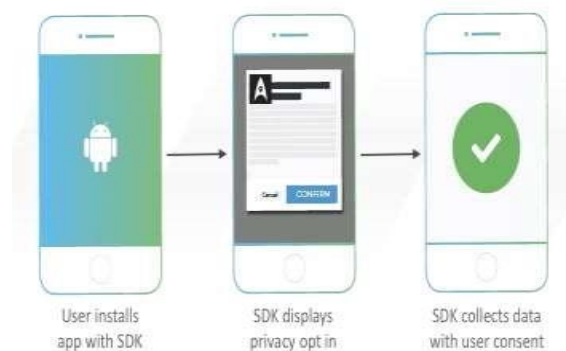 Cancel
CONFIRM
User installs
app with SDK
SDK displays
privacy opt in
SDK collects data
with user consent